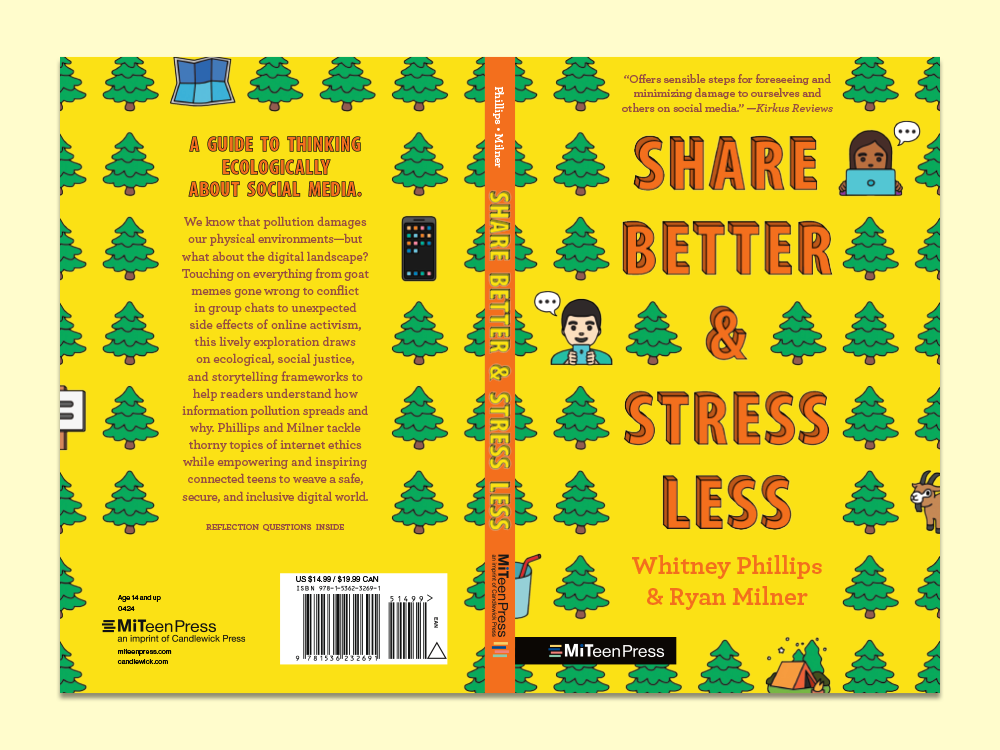 A GUIDE TO THINKING
ECOLOGICALLY
ABOUT SOCIAL MEDIA.
We know that pollution damages
our physical environments—but
what about the digital landscape?
Touching on everything from goat
memes gone wrong to conflict
in group chats to unexpected
side effects of online activism,
this lively exploration draws
on ecological, social justice,
and storytelling frameworks to
help readers understand how
information pollution spreads and
why. Phillips and Milner tackle
thorny topics of internet ethics
while empowering and inspiring
connected teens to weave a safe,
secure, and inclusive digital world.
REFLECTION QUESTIONS INSIDE
Age 14 and up
0424
MiTeenPress
an imprint of Candlewick Press
miteenpress.com
candlewick.com
US $14.99 / $19.99 CAN
ISBN 978-1-5362-3269-1
51499>
EAN
9 781536 232691
Phillips • Milner
SHARE BETTER & STRESS LESS
MiTeenPress
an imprint of Candlewick Press
“Offers sensible steps for foreseeing and
minimizing damage to ourselves and
others on social media.” —Kirkus Reviews
SHARE
BETTER
&
STRESS
LESS
Whitney Phillips
& Ryan Milner
MiTeenPress